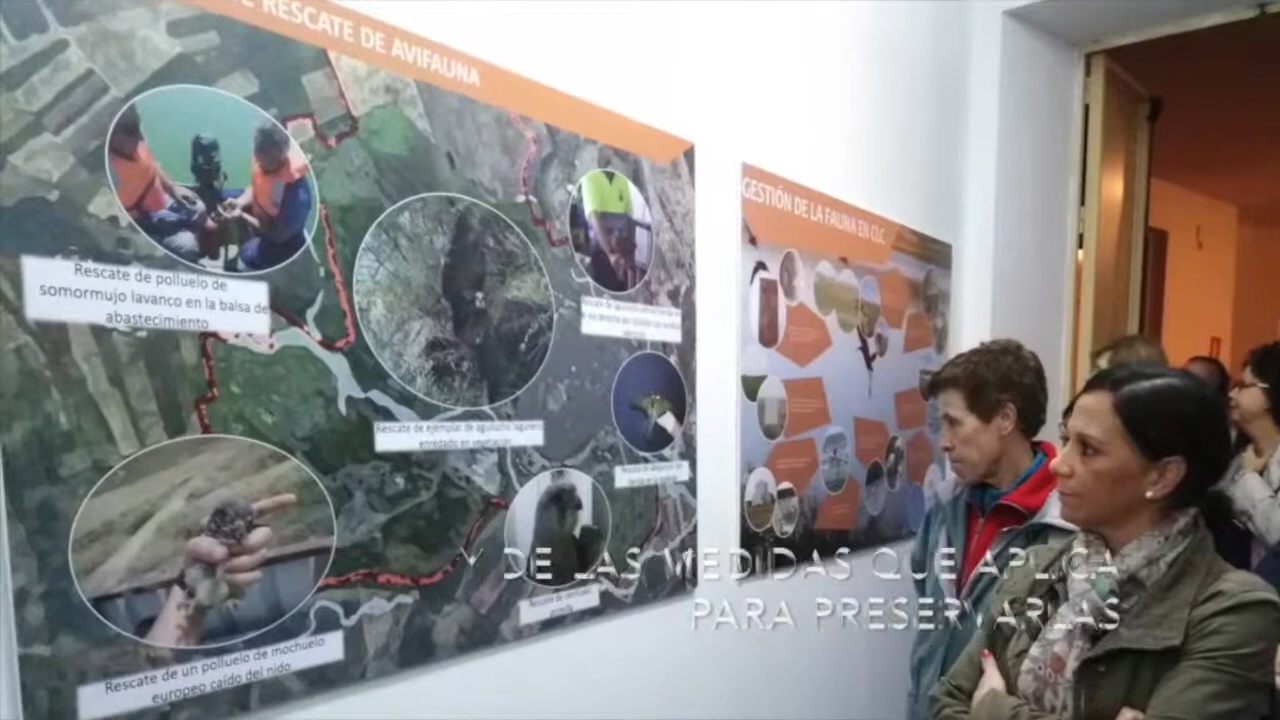 E RESCATE DE AVIFAUNA
Rescate de polluelo de
somormujo lavanco en la balsa de
abastecimiento
Rescate de ejemplar de aguilucho lagunero
enredado en vegetación
Rescate de un polluelo de mochuelo
europeo caído del nido
Rescate de
GESTIÓN DE LA FAUNA EN CLC
Y DE LAS MEDIDAS QUE APLICA
PARA PRESERVARLAS